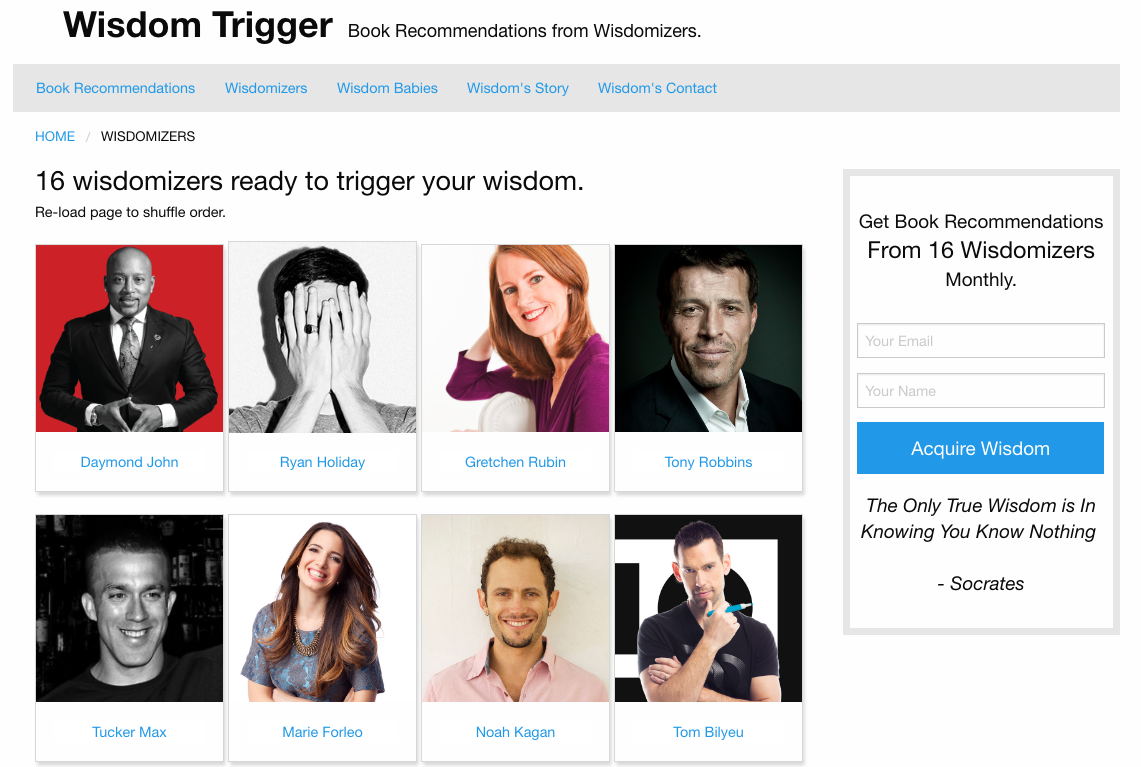 Wisdom Trigger Book Recommendations from Wisdomizers.
Book Recommendations Wisdomizers Wisdom Babies Wisdom's Story Wisdom's Contact
HOME / WISDOMIZERS
16 wisdomizers ready to trigger your wisdom.
Re-load page to shuffle order.
Daymond John Ryan Holiday Gretchen Rubin Tony Robbins
Tucker Max Marie Forleo Noah Kagan Tom Bilyeu
Get Book Recommendations
From 16 Wisdomizers
Monthly.
Your Email
Your Name
Acquire Wisdom
The Only True Wisdom is In
Knowing You Know Nothing
- Socrates